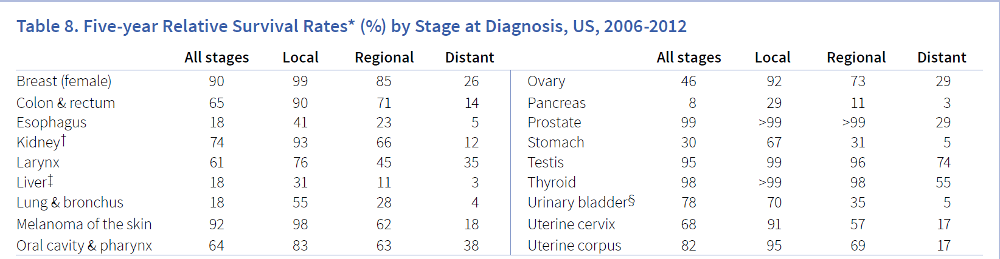 Table 8. Five-year Relative Survival Rates* (%) by Stage at Diagnosis, US, 2006-2012
All stages Local Regional Distant All stages Local Regional Distant
Breast (female) 90 99 85 26 Ovary 46 92 73 29
Colon & rectum 65 90 71 14 Pancreas 8 29 11 3
Esophagus 18 41 23 5 Prostate 99 >99 >99 29
Kidney† 74 93 66 12 Stomach 30 67 31 5
Larynx 61 76 45 35 Testis 95 99 96 74
Liver‡ 18 31 11 3 Thyroid 98 >99 98 55
Lung & bronchus 18 55 28 4 Urinary bladder§ 78 70 35 5
Melanoma of the skin 92 98 62 18 Uterine cervix 68 91 57 17
Oral cavity & pharynx 64 83 63 38 Uterine corpus 82 95 69 17